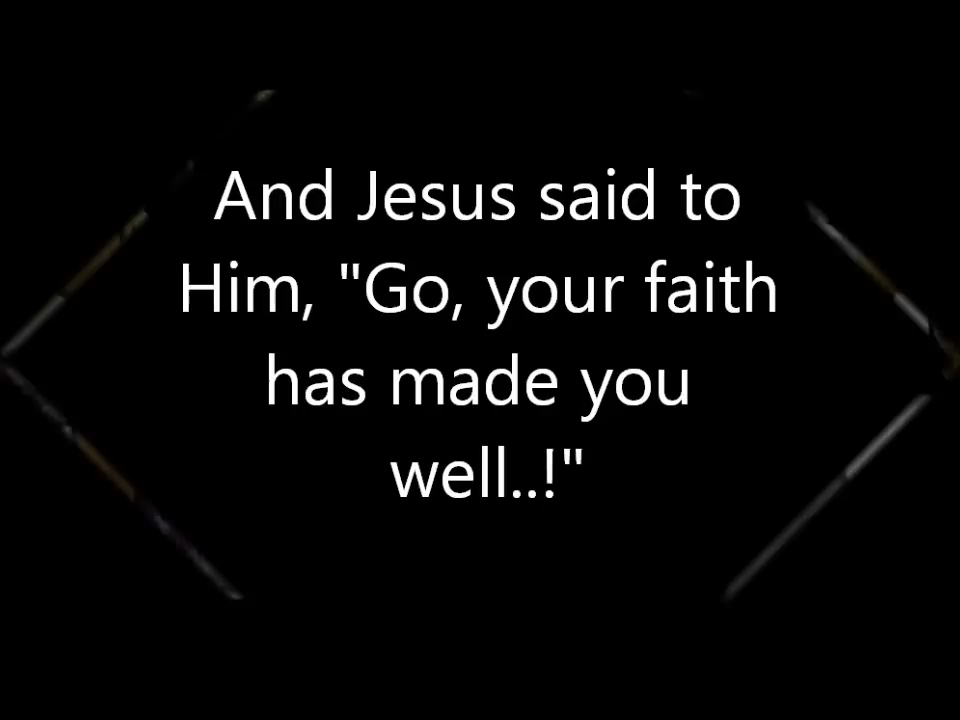 And Jesus said to
Him, "Go, your faith
has made you
well..!"